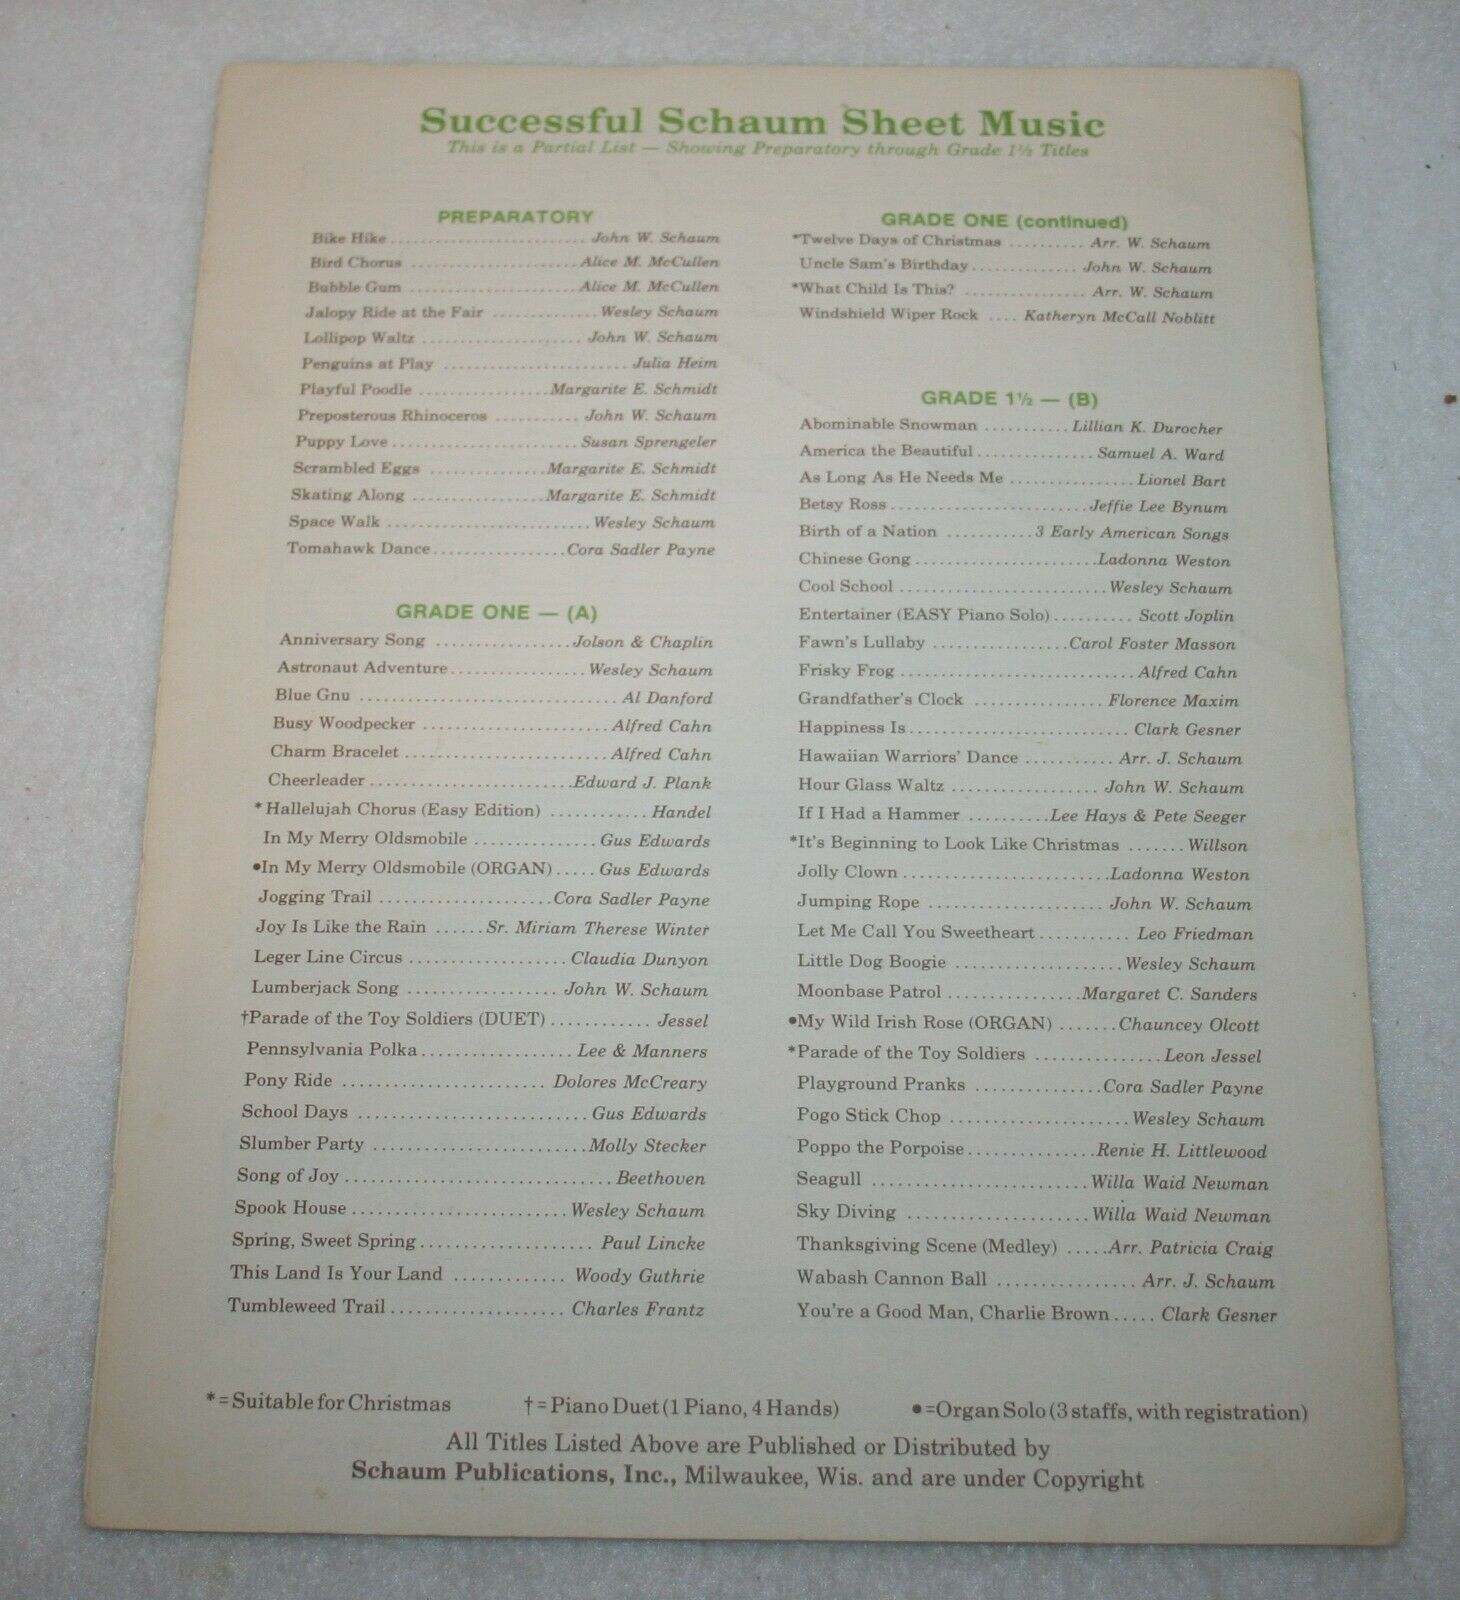 Successful Schaum Sheet Music
This is a Partial List — Showing Preparatory through Grade 1½ Titles
PREPARATORY
Bike Hike ........................ John W. Schaum
Bird Chorus ..................... Alice M. McCullen
Bubble Gum ..................... Alice M. McCullen
Jalopy Ride at the Fair ............. Wesley Schaum
Lollipop Waltz .................... John W. Schaum
Penguins at Play ....................... Julia Heim
Playful Poodle ................. Margarite E. Schmidt
Preposterous Rhinoceros .......... John W. Schaum
Puppy Love ....................... Susan Sprengeler
Scrambled Eggs ............... Margarite E. Schmidt
Skating Along ................. Margarite E. Schmidt
Space Walk ......................... Wesley Schaum
Tomahawk Dance................. Cora Sadler Payne
GRADE ONE — (A)
Anniversary Song ................. Jolson & Chaplin
Astronaut Adventure................. Wesley Schaum
Blue Gnu ................................ Al Danford
Busy Woodpecker ....................... Alfred Cahn
Charm Bracelet ......................... Alfred Cahn
Cheerleader ........................ Edward J. Plank
* Hallelujah Chorus (Easy Edition) ............ Handel
In My Merry Oldsmobile ............... Gus Edwards
●In My Merry Oldsmobile (ORGAN)..... Gus Edwards
Jogging Trail .................... Cora Sadler Payne
Joy Is Like the Rain ...... Sr. Miriam Therese Winter
Leger Line Circus ................... Claudia Dunyon
Lumberjack Song .................. John W. Schaum
†Parade of the Toy Soldiers (DUET) ............ Jessel
Pennsylvania Polka.................. Lee & Manners
Pony Ride ........................ Dolores McCreary
School Days ........................... Gus Edwards
Slumber Party ......................... Molly Stecker
Song of Joy ............................... Beethoven
Spook House ......................... Wesley Schaum
Spring, Sweet Spring..................... Paul Lincke
This Land Is Your Land ............. Woody Guthrie
Tumbleweed Trail .................... Charles Frantz
GRADE ONE (continued)
*Twelve Days of Christmas .......... Arr. W. Schaum
Uncle Sam's Birthday ............. John W. Schaum
*What Child Is This? ................ Arr. W. Schaum
Windshield Wiper Rock .... Katheryn McCall Noblitt
GRADE 1½ — (B)
Abominable Snowman ........... Lillian K. Durocher
America the Beautiful .............. Samuel A. Ward
As Long As He Needs Me ................ Lionel Bart
Betsy Ross ........................ Jeffie Lee Bynum
Birth of a Nation ........... 3 Early American Songs
Chinese Gong ...................... Ladonna Weston
Cool School ......................... Wesley Schaum
Entertainer (EASY Piano Solo).......... Scott Joplin
Fawn's Lullaby ................ Carol Foster Masson
Frisky Frog ............................ Alfred Cahn
Grandfather's Clock ................ Florence Maxim
Happiness Is .......................... Clark Gesner
Hawaiian Warriors' Dance ........... Arr. J. Schaum
Hour Glass Waltz .................. John W. Schaum
If I Had a Hammer .......... Lee Hays & Pete Seeger
*It's Beginning to Look Like Christmas ....... Willson
Jolly Clown ........................ Ladonna Weston
Jumping Rope ..................... John W. Schaum
Let Me Call You Sweetheart........... Leo Friedman
Little Dog Boogie .................... Wesley Schaum
Moonbase Patrol ................ Margaret C. Sanders
●My Wild Irish Rose (ORGAN) ....... Chauncey Olcott
*Parade of the Toy Soldiers ............... Leon Jessel
Playground Pranks ............... Cora Sadler Payne
Pogo Stick Chop ..................... Wesley Schaum
Poppo the Porpoise............... Renie H. Littlewood
Seagull ......................... Willa Waid Newman
Sky Diving ..................... Willa Waid Newman
Thanksgiving Scene (Medley) ..... Arr. Patricia Craig
Wabash Cannon Ball ................ Arr. J. Schaum
You're a Good Man, Charlie Brown..... Clark Gesner
*=Suitable for Christmas †=Piano Duet (1 Piano, 4 Hands) ●=Organ Solo (3 staffs, with registration)
All Titles Listed Above are Published or Distributed by
Schaum Publications, Inc., Milwaukee, Wis. and are under Copyright